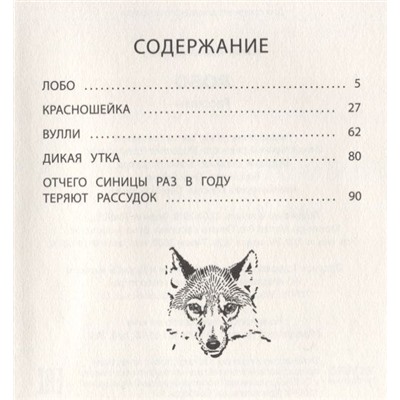 СОДЕРЖАНИЕ
ЛОБО 5
КРАСНОШЕЙКА 27
ВУЛЛИ 62
ДИКАЯ УТКА 80
ОТЧЕГО СИНИЦЫ РАЗ В ГОДУ
ТЕРЯЮТ РАССУДОК 90